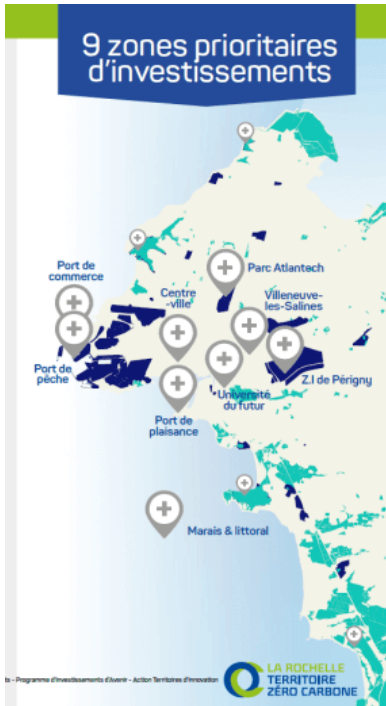 9 zones prioritaires
d'investissements
Port de
commerce
Parc Atlantech
Centre
-ville
Villeneuve-
les-Salines
Port de
pêche
Z.I de Périgny
Université
du futur
Port de
plaisance
Marais & littoral
- Programme d'Investissements d'Avenir - Action Territoires d'Innovation
LA ROCHELLE
TERRITOIRE
ZÉRO CARBONE